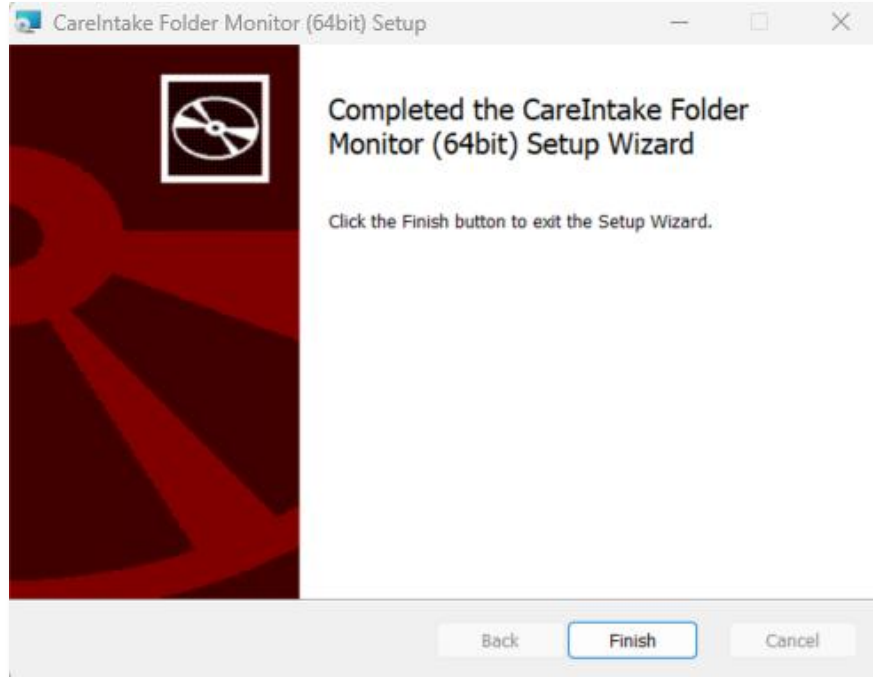 CareIntake Folder Monitor (64bit) Setup
Completed the CareIntake Folder
Monitor (64bit) Setup Wizard
Click the Finish button to exit the Setup Wizard.
Back
Finish
Cancel